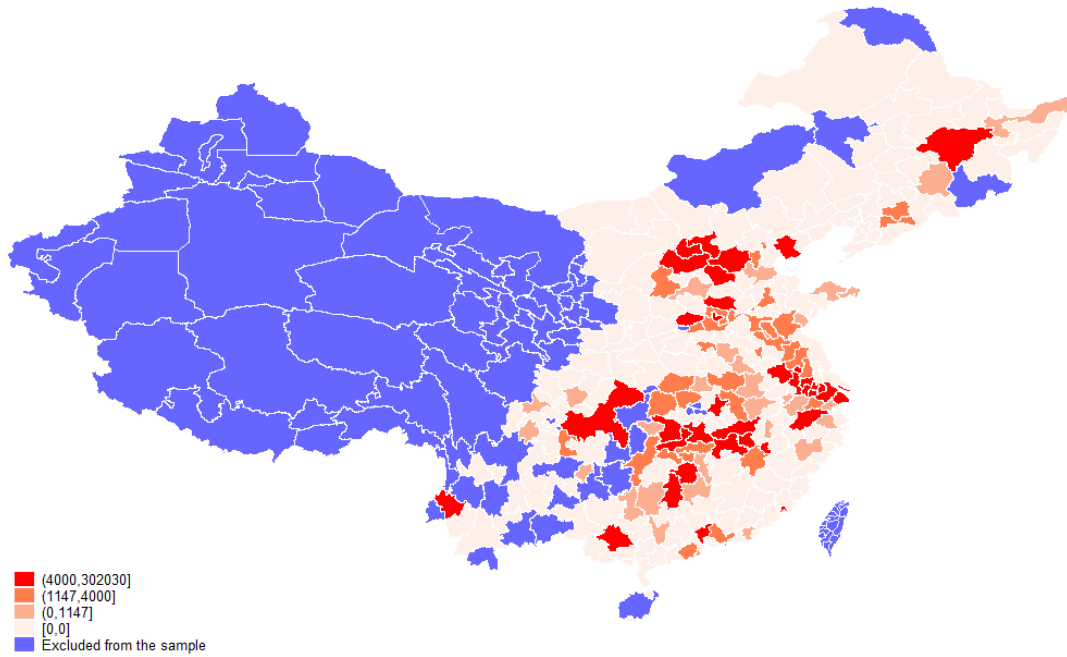 (4000,302030]
(1147,4000]
(0,1147]
[0,0]
Excluded from the sample